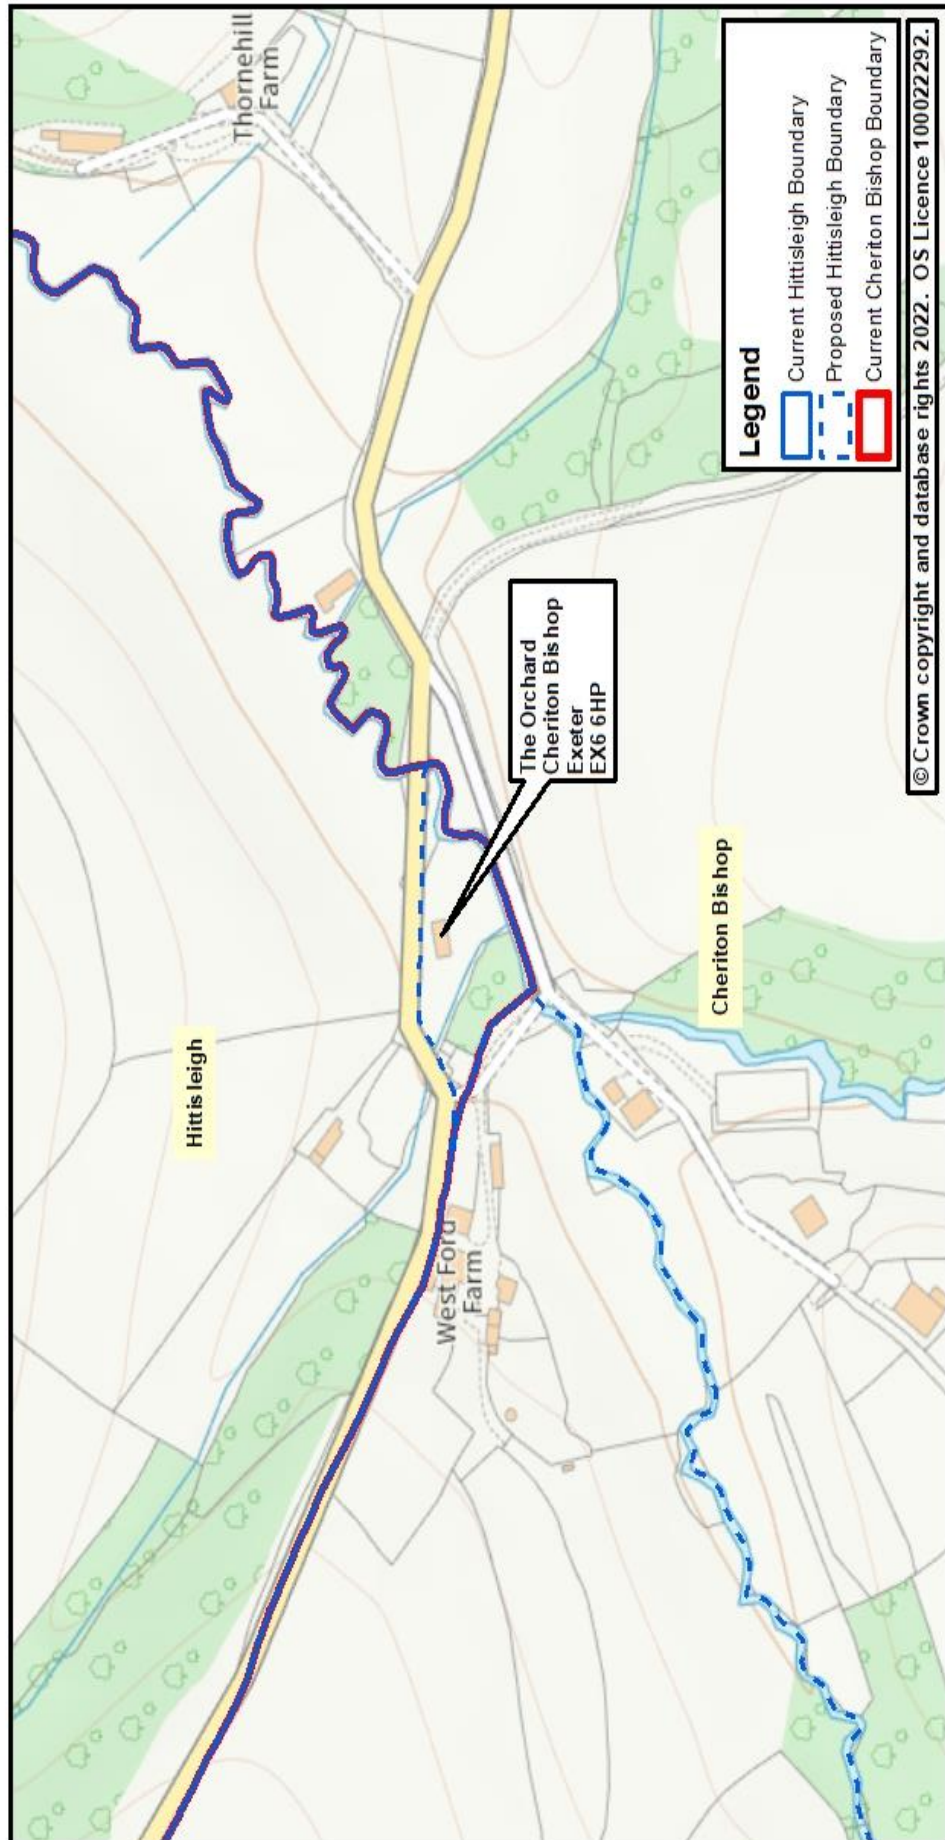 Thornehill
Farm
Hittisleigh
West Ford
Farm
The Orchard
Cheriton Bishop
Exeter
EX6 6HP
Cheriton Bishop
Legend
Current Hittisleigh Boundary
Proposed Hittisleigh Boundary
Current Cheriton Bishop Boundary
© Crown copyright and database rights 2022. OS Licence 100022292.